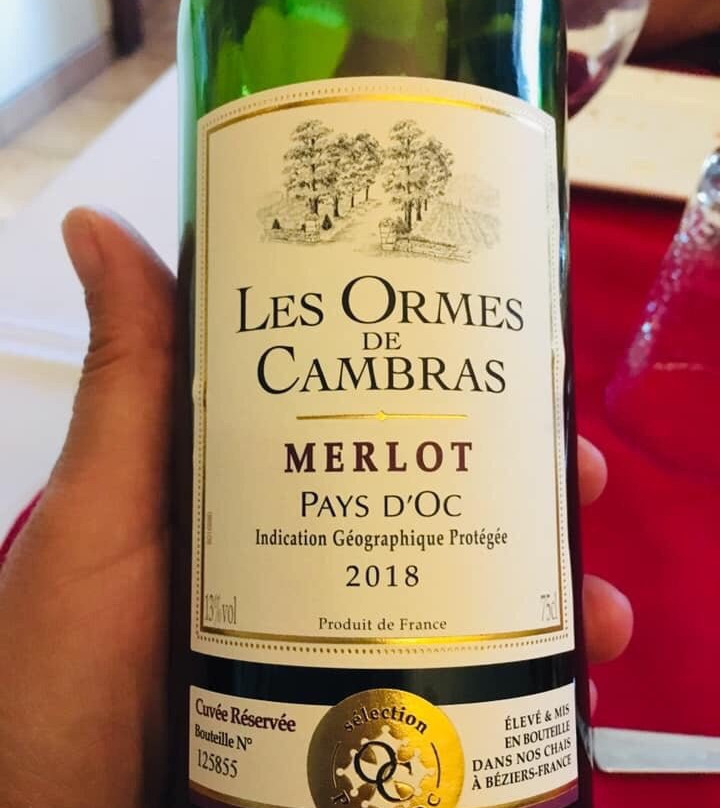 LES ORMES
DE
CAMBRAS
MERLOT
PAYS D'OC
Indication Géographique Protégée
2018
13%vol
75cl
Produit de France
Cuvée Réservée
Bouteille N°
125855
sélection
OC
ÉLEVÉ & MIS
EN BOUTEILLE
DANS NOS CHAIS
À BÉZIERS-FRANCE